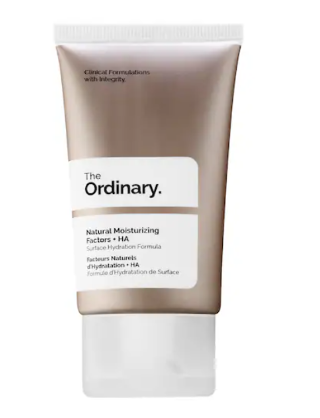 Clinical Formulations
with Integrity.
The
Ordinary.
Natural Moisturizing
Factors + HA
Surface Hydration Formula
Facteurs Naturels
d'Hydratation + HA
Formule d'Hydratation de Surface